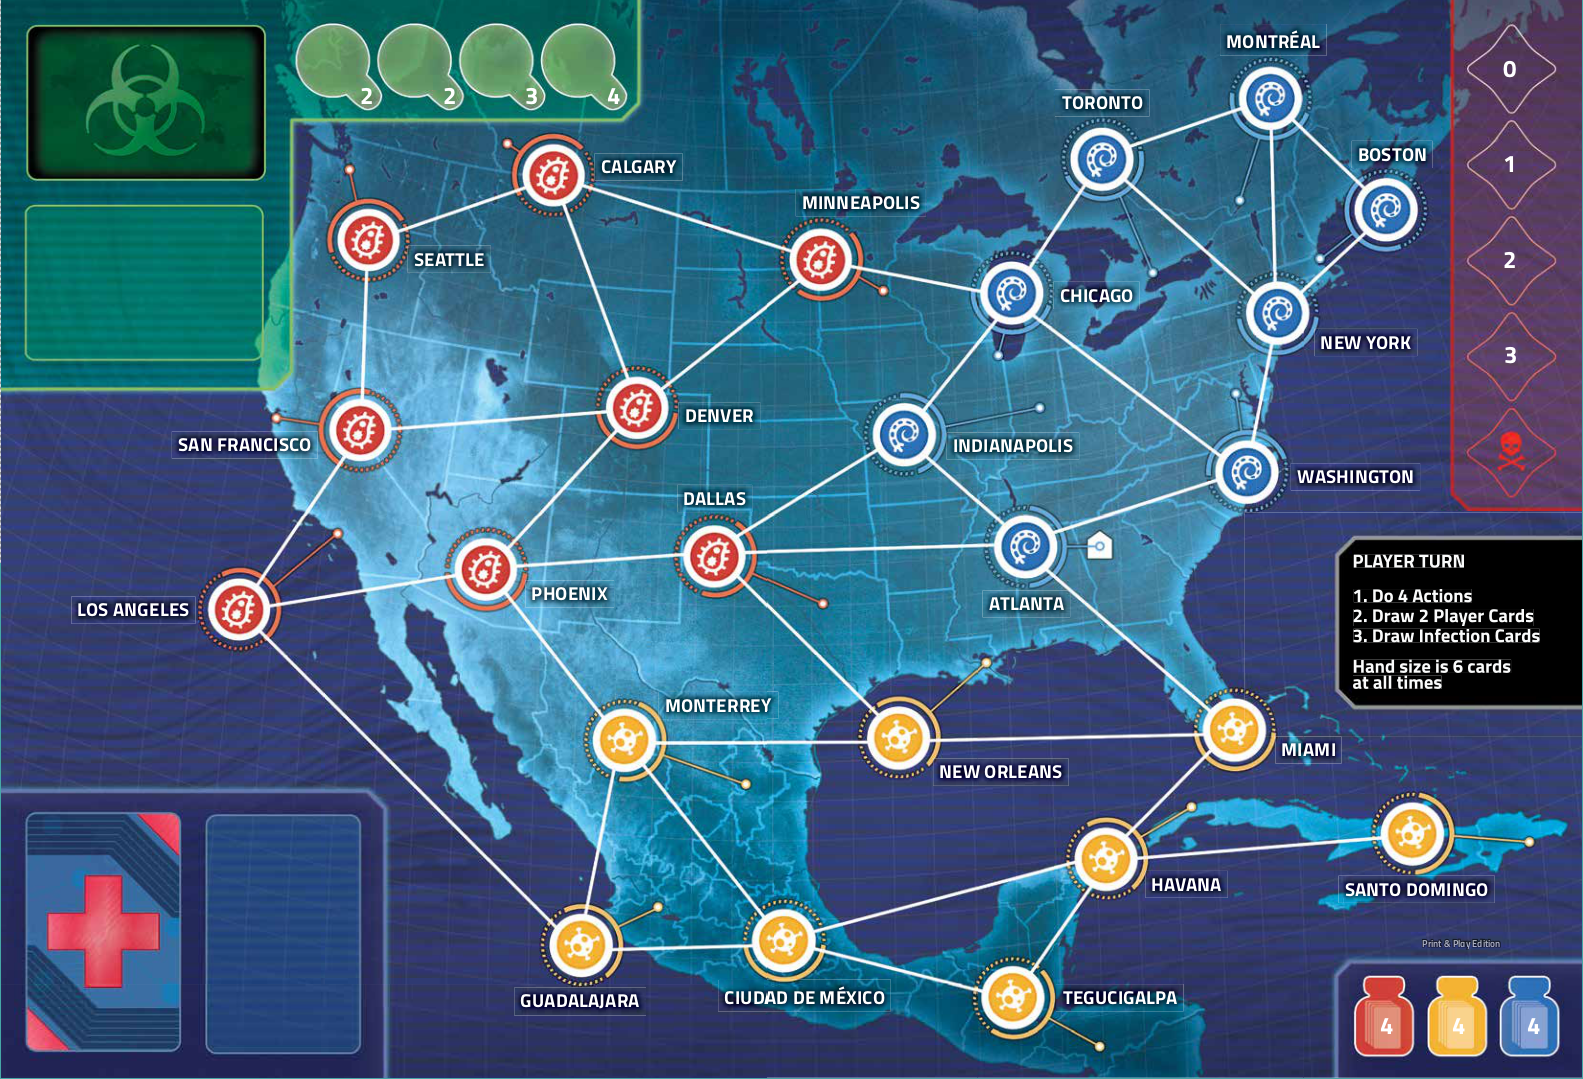 2
2
3
4
MONTRÉAL
0
TORONTO
BOSTON
1
CALGARY
MINNEAPOLIS
SEATTLE
2
CHICAGO
NEW YORK
3
DENVER
SAN FRANCISCO
INDIANAPOLIS
WASHINGTON
DALLAS
PLAYER TURN
1. Do 4 Actions
2. Draw 2 Player Cards
3. Draw Infection Cards
Hand size is 6 cards
at all times
PHOENIX
ATLANTA
LOS ANGELES
MONTERREY
MIAMI
NEW ORLEANS
HAVANA
SANTO DOMINGO
Print & Play Edition
GUADALAJARA
CIUDAD DE MÉXICO
TEGUCIGALPA
4
4
4